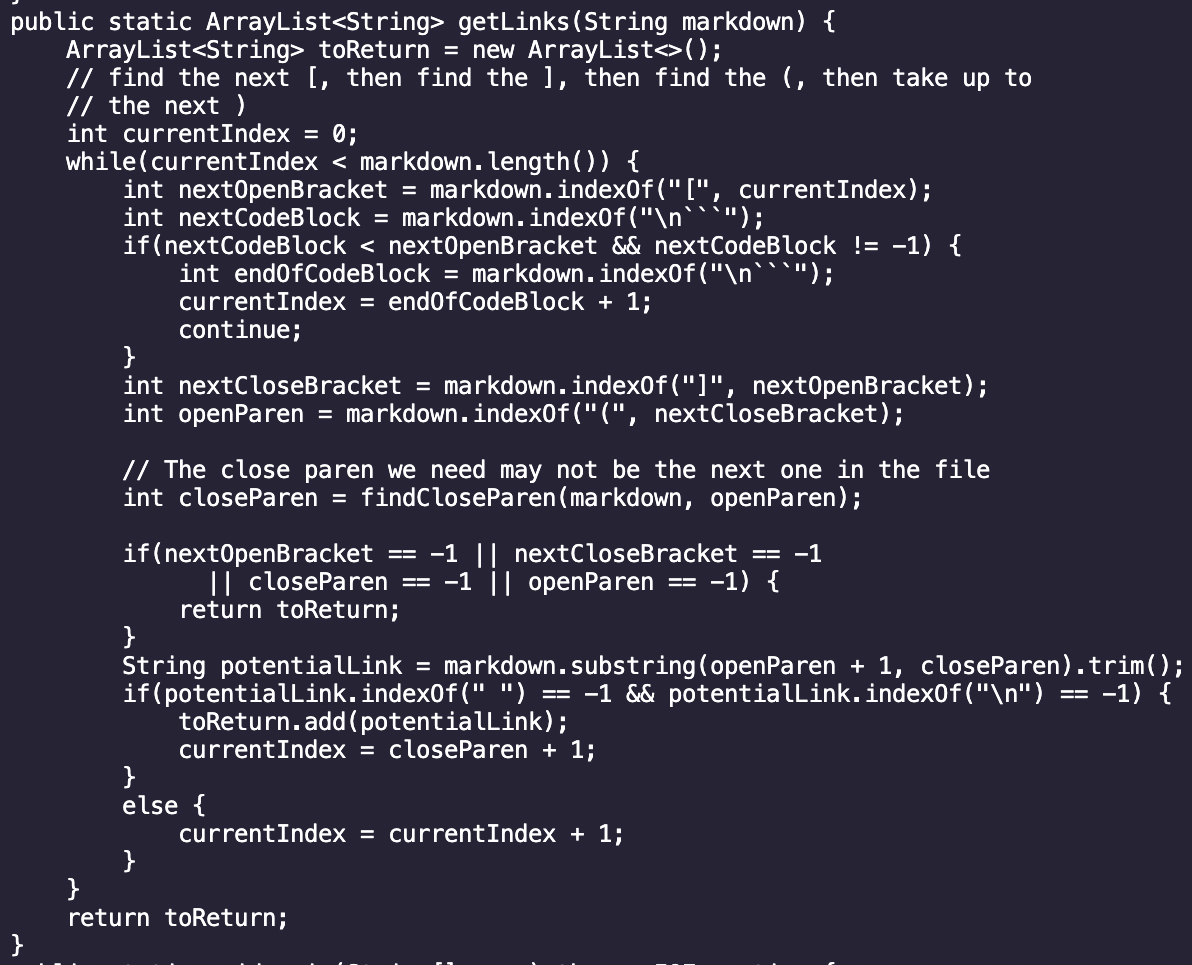 public static ArrayList<String> getLinks(String markdown) {
    ArrayList<String> toReturn = new ArrayList<>();
    // find the next [, then find the ], then find the (, then take up to
    // the next )
    int currentIndex = 0;
    while(currentIndex < markdown.length()) {
        int nextOpenBracket = markdown.indexOf("[", currentIndex);
        int nextCodeBlock = markdown.indexOf("\n```");
        if(nextCodeBlock < nextOpenBracket && nextCodeBlock != -1) {
            int endOfCodeBlock = markdown.indexOf("\n```");
            currentIndex = endOfCodeBlock + 1;
            continue;
        }
        int nextCloseBracket = markdown.indexOf("]", nextOpenBracket);
        int openParen = markdown.indexOf("(", nextCloseBracket);

        // The close paren we need may not be the next one in the file
        int closeParen = findCloseParen(markdown, openParen);

        if(nextOpenBracket == -1 || nextCloseBracket == -1
              || closeParen == -1 || openParen == -1) {
            return toReturn;
        }
        String potentialLink = markdown.substring(openParen + 1, closeParen).trim();
        if(potentialLink.indexOf(" ") == -1 && potentialLink.indexOf("\n") == -1) {
            toReturn.add(potentialLink);
            currentIndex = closeParen + 1;
        }
        else {
            currentIndex = currentIndex + 1;
        }
    }
    return toReturn;
}